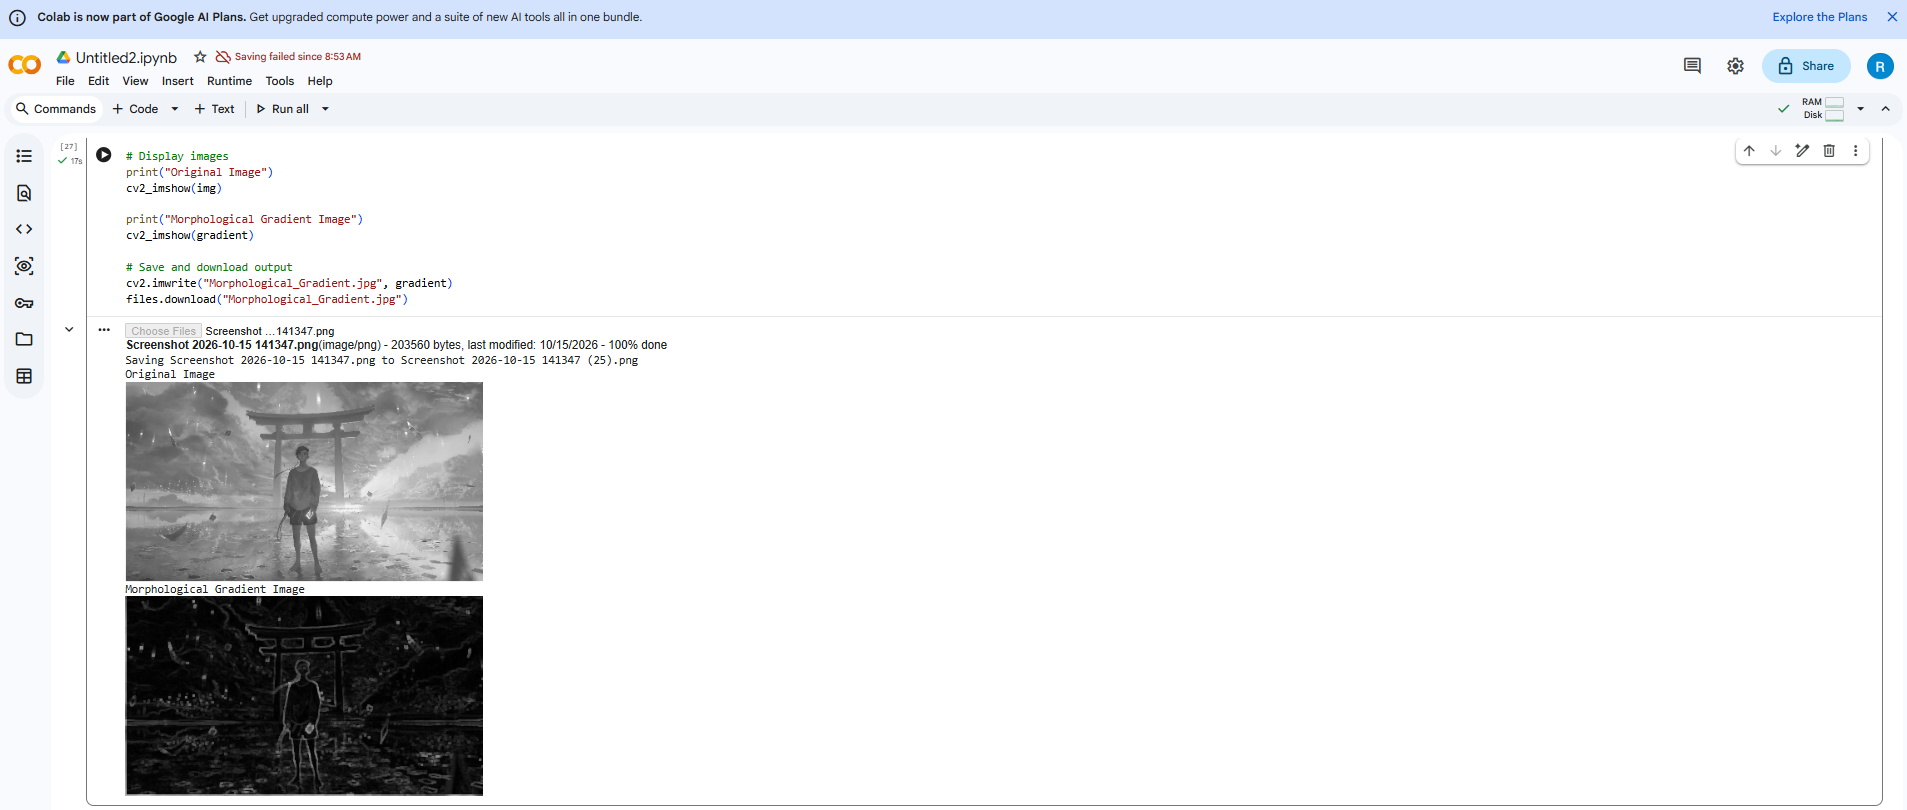 Colab is now part of Google AI Plans. Get upgraded compute power and a suite of new AI tools all in one bundle.
Explore the Plans
CO
Untitled2.ipynb
Saving failed since 8:53 AM
File Edit View Insert Runtime Tools Help
Share
R
Commands + Code + Text Run all
RAM
Disk
[27]
17s
# Display images
print("Original Image")
cv2_imshow(img)
print("Morphological Gradient Image")
cv2_imshow(gradient)
# Save and download output
cv2.imwrite("Morphological_Gradient.jpg", gradient)
files.download("Morphological_Gradient.jpg")
Choose Files Screenshot ...141347.png
Screenshot 2026-10-15 141347.png(image/png) - 203560 bytes, last modified: 10/15/2026 - 100% done
Saving Screenshot 2026-10-15 141347.png to Screenshot 2026-10-15 141347 (25).png
Original Image
Morphological Gradient Image